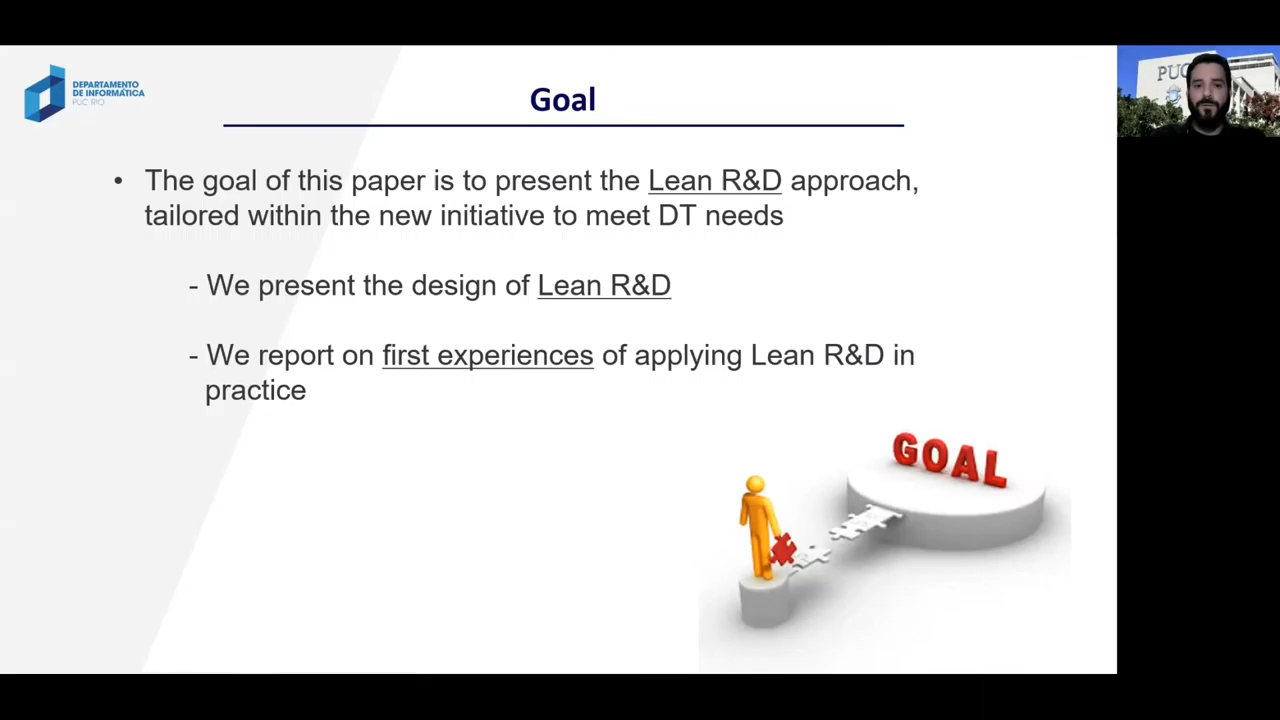 DEPARTAMENTO
DE INFORMÁTICA
PUC RIO
Goal
• The goal of this paper is to present the Lean R&D approach,
tailored within the new initiative to meet DT needs
- We present the design of Lean R&D
- We report on first experiences of applying Lean R&D in
practice
GOAL